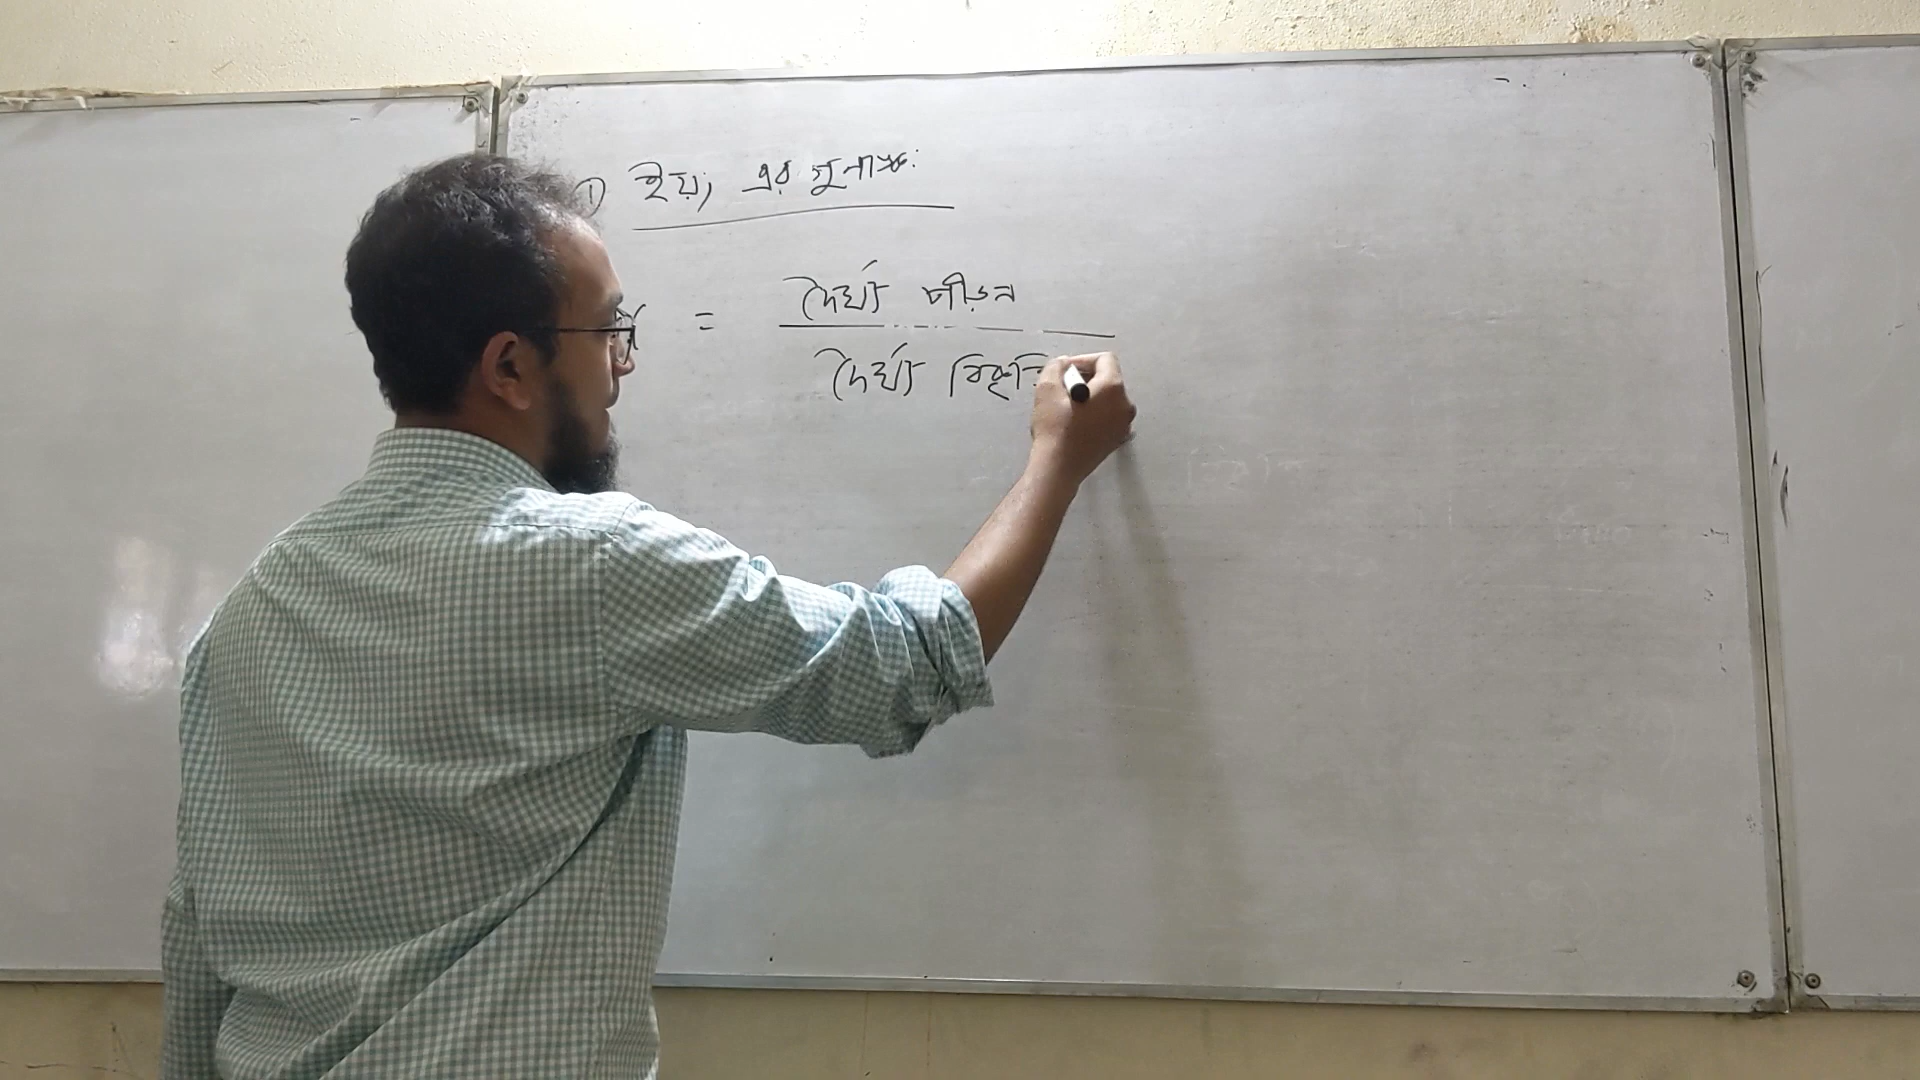 ① ইয়ং এর গুনাঙ্ক:
= দৈর্ঘ্য পীড়ন
দৈর্ঘ্য বিকৃতি